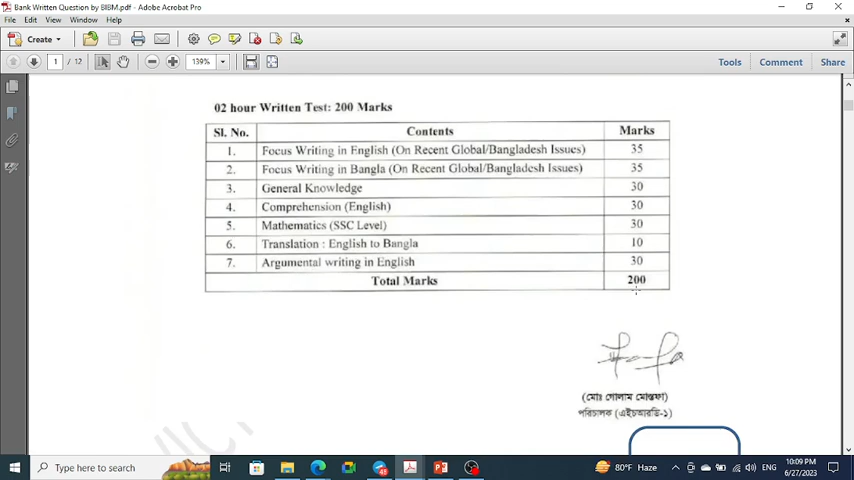 Bank Written Question by BIBM.pdf - Adobe Acrobat Pro
File Edit View Window Help
Create
1 / 12 139% Tools Comment Share
02 hour Written Test: 200 Marks
Sl. No. Contents Marks
1. Focus Writing in English (On Recent Global/Bangladesh Issues) 35
2. Focus Writing in Bangla (On Recent Global/Bangladesh Issues) 35
3. General Knowledge 30
4. Comprehension (English) 30
5. Mathematics (SSC Level) 30
6. Translation : English to Bangla 10
7. Argumental writing in English 30
Total Marks 200
(মোঃ গোলাম মোস্তফা)
পরিচালক (এইচআরডি-১)
Type here to search 80°F Haze ENG 10:09 PM
6/27/2023